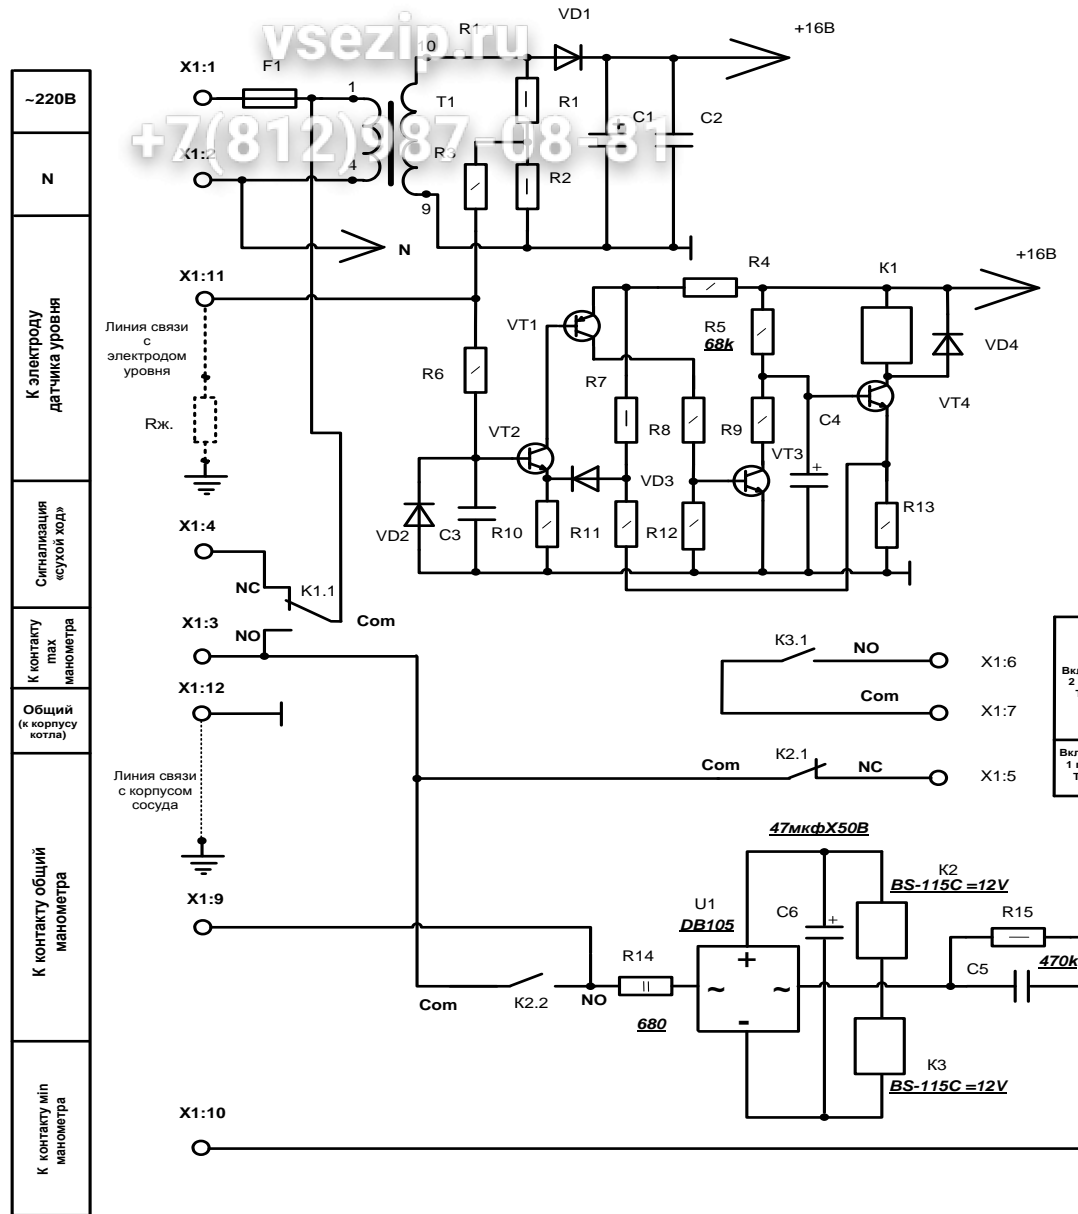 vsezip.ru
+7(812)987-08-81
~220В
N
К электроду
датчика уровня
Сигнализация
«сухой ход»
К контакту
max
манометра
Общий
(к корпусу
котла)
К контакту общий
манометра
К контакту min
манометра
X1:1
F1
1
X1:2
4
T1
10
9
N
R3
R1
R2
VD1
C1
+
C2
+16В
X1:11
Линия связи
с
электродом
уровня
Rж.
R6
VT1
R7
R4
R5
68k
K1
+16В
VD4
VT4
VT2
R8
R9
C4
+
VT3
VD3
VD2
C3
R10
R11
R12
R13
X1:4
NC
K1.1
Com
X1:3
NO
X1:12
Линия связи
с корпусом
сосуда
K3.1
NO
X1:6
Com
X1:7
Com
K2.1
NC
X1:5
2
1
47мкфХ50В
K2
BS-115C =12V
X1:9
U1
DB105
C6
+
R15
470k
C5
R14
680
Com
K2.2
NO
+
~
~
-
K3
BS-115C =12V
X1:10